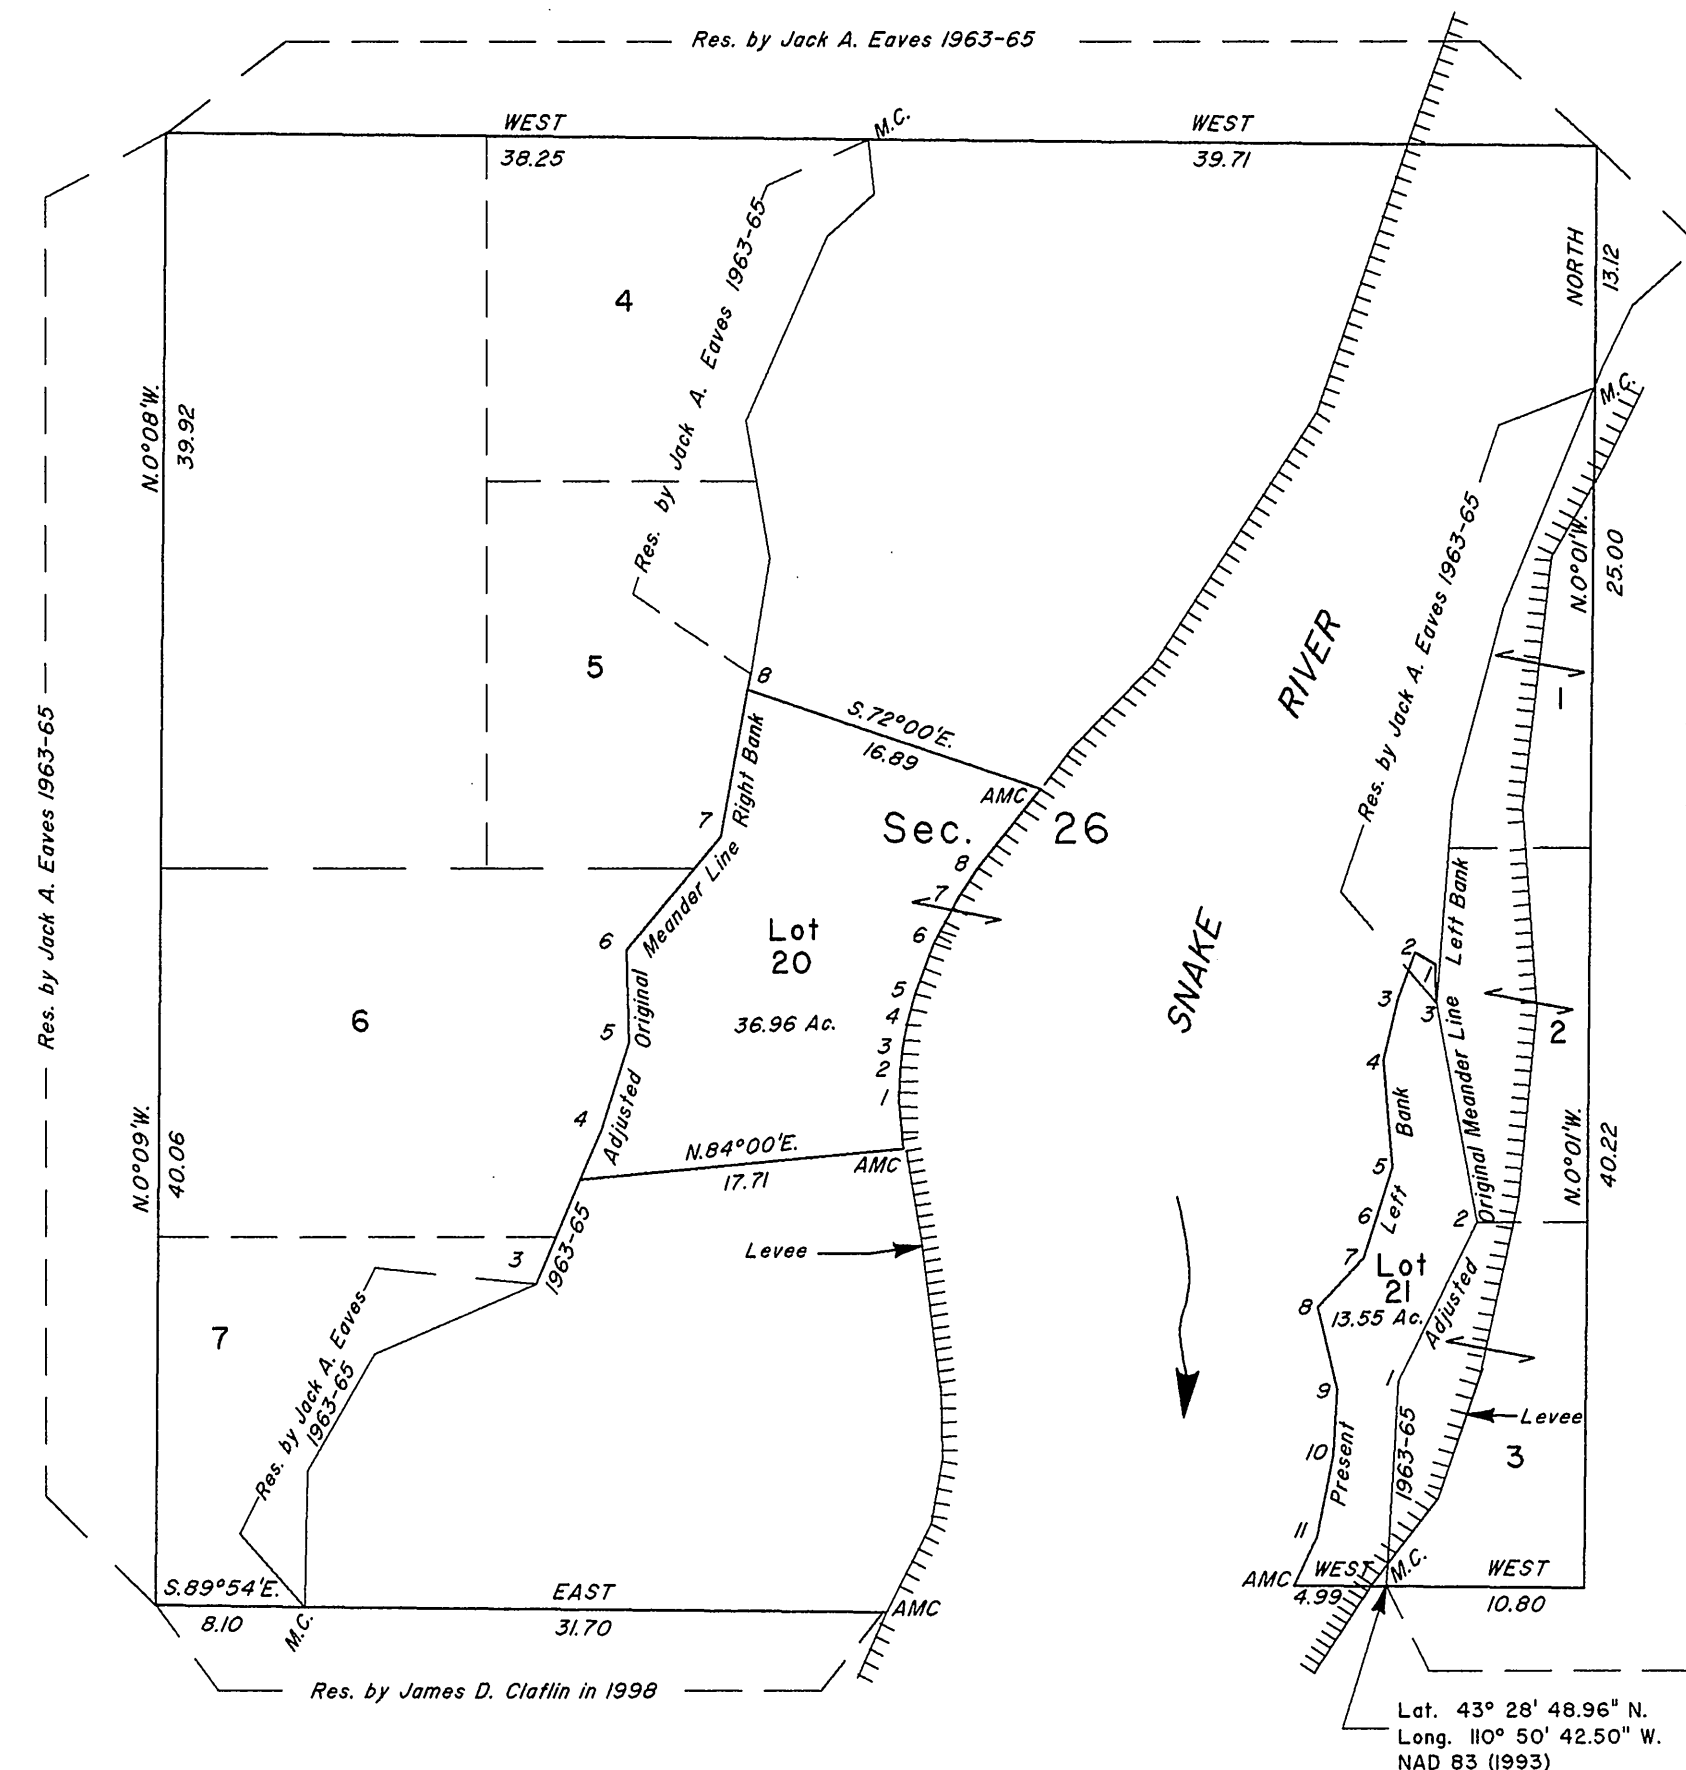 Res. by Jack A. Eaves 1963-65
WEST
38.25
M.C.
WEST
39.71
NORTH
13.12
Res. by Jack A. Eaves 1963-65
4
N.0°08'W.
39.92
M.C.
Res. by Jack A. Eaves 1963-65
N.0°01'W.
25.00
5
8
S.72°00'E.
16.89
RIVER
1
Res. by Jack A. Eaves 1963-65
Right Bank
AMC
7
Sec. 26
Meander Line
8
7
6
6
Lot
20
36.96 Ac.
5
4
3
2
1
SNAKE
Left Bank
2
1
3
3
2
6
5
Original
4
4
Adjusted
Bank
Original Meander Line
N.0°09'W.
40.06
N.84°00'E.
17.71
AMC
5
N.0°01'W.
40.22
6
Left
2
7
3
1963-65
Levee
Lot
21
13.55 Ac.
8
Adjusted
7
Res. by Jack A. Eaves
1963-65
9
1
Levee
10
Present
1963-65
3
11
S.89°54'E.
8.10
M.C.
EAST
31.70
AMC
AMC
WEST
4.99
M.C.
WEST
10.80
Res. by James D. Claflin in 1998
Lat. 43° 28' 48.96" N.
Long. 110° 50' 42.50" W.
NAD 83 (1993)